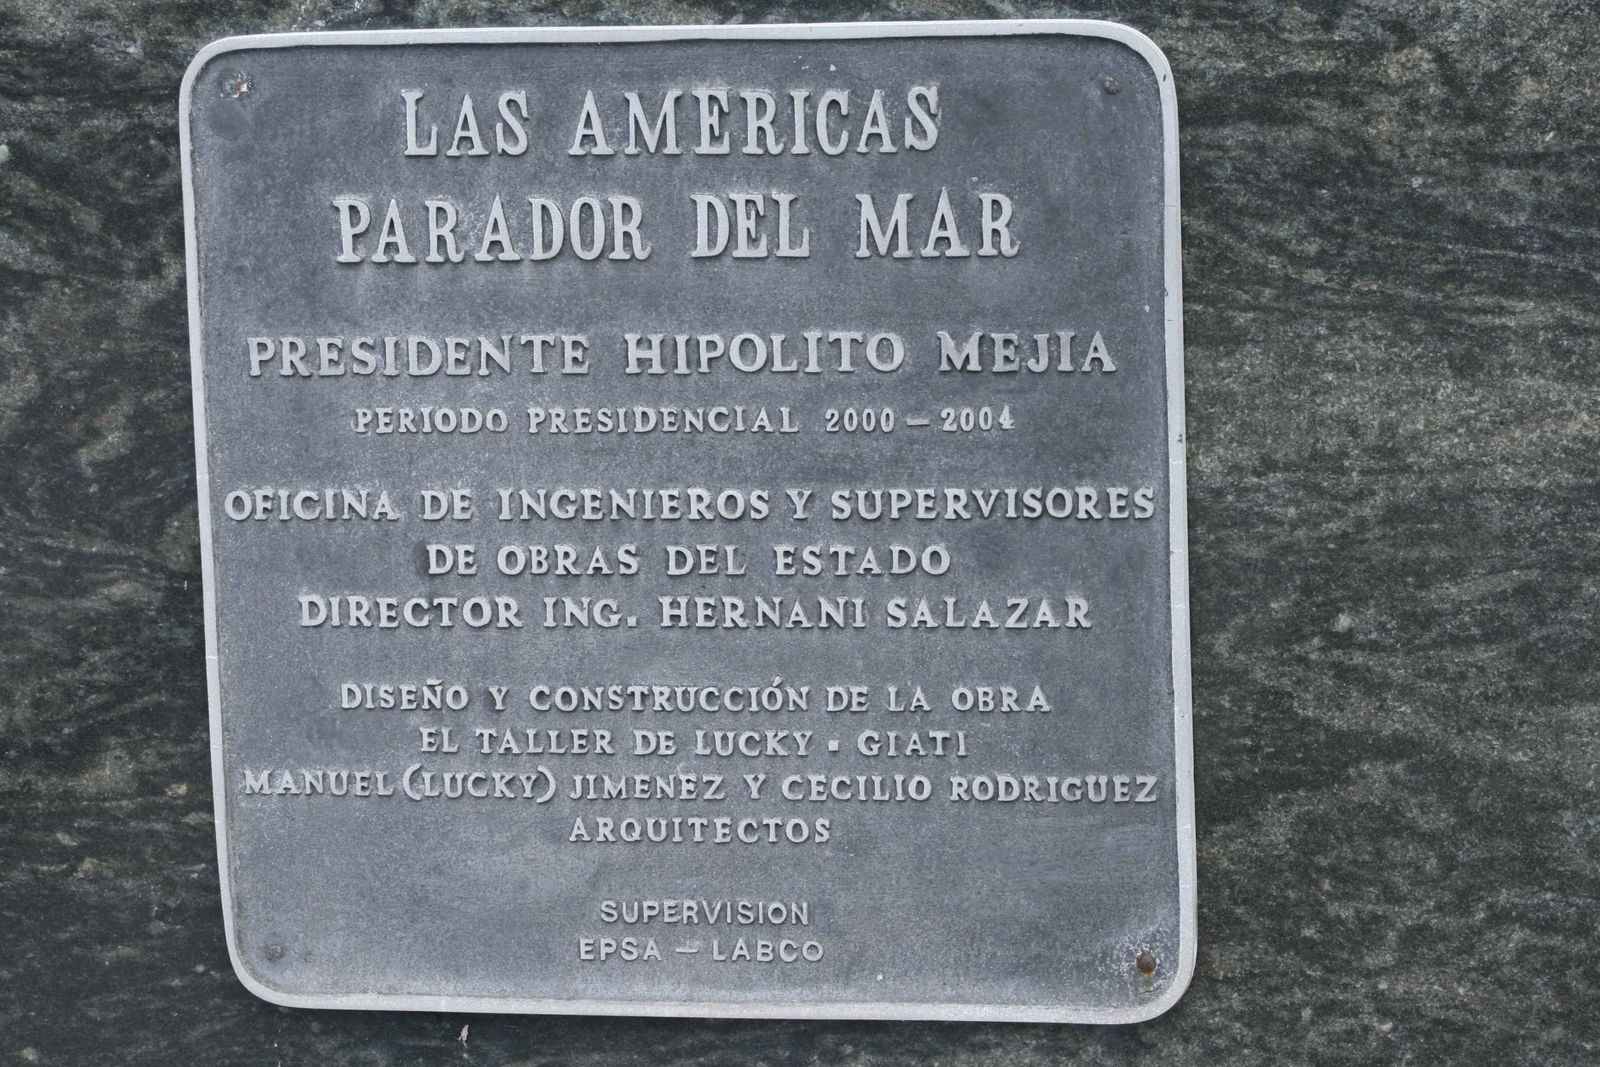 LAS AMERICAS
PARADOR DEL MAR
PRESIDENTE HIPOLITO MEJIA
PERIODO PRESIDENCIAL 2000 – 2004
OFICINA DE INGENIEROS Y SUPERVISORES
DE OBRAS DEL ESTADO
DIRECTOR ING. HERNANI SALAZAR
DISEÑO Y CONSTRUCCIÓN DE LA OBRA
EL TALLER DE LUCKY ▪ GIATI
MANUEL (LUCKY) JIMENEZ Y CECILIO RODRIGUEZ
ARQUITECTOS
SUPERVISION
EPSA – LABCO